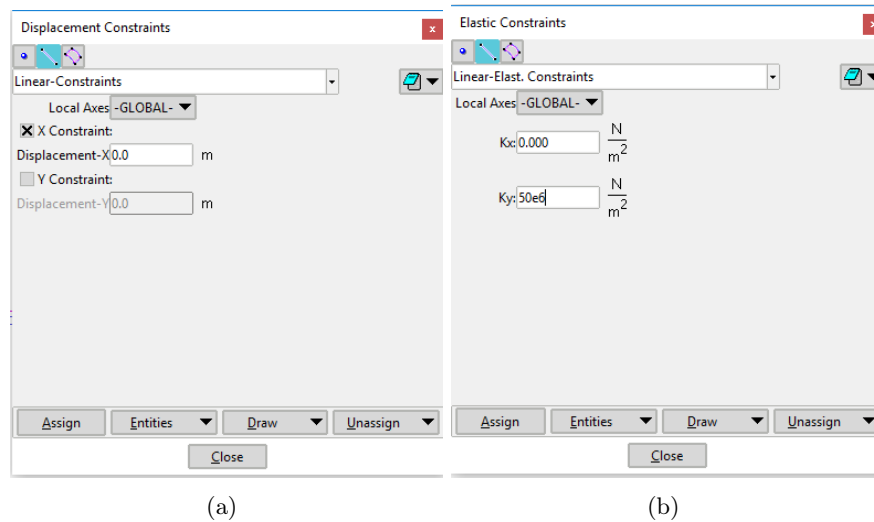 Displacement Constraints
x
Linear-Constraints
Local Axes -GLOBAL-
X Constraint:
Displacement-X 0.0 m
Y Constraint:
Displacement-Y 0.0 m
Assign Entities Draw Unassign
Close
(a)
Elastic Constraints
x
Linear-Elast. Constraints
Local Axes -GLOBAL-
Kx: 0.000 N/m2
Ky: 50e6 N/m2
Assign Entities Draw Unassign
Close
(b)